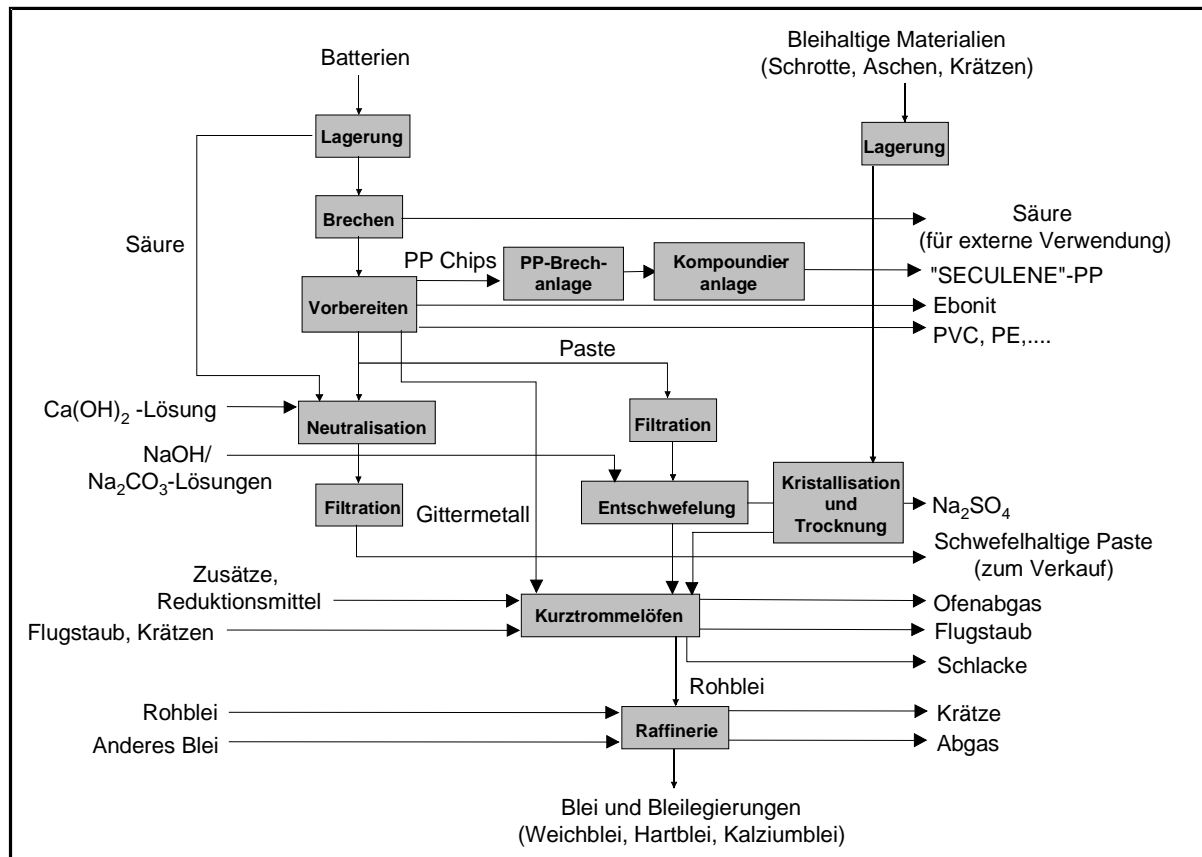 Bleihaltige Materialien
(Schrotte, Aschen, Krätzen)
Batterien
Lagerung
Lagerung
Brechen
Säure
(für externe Verwendung)
Säure
PP Chips
PP-Brech-
anlage
Kompoundier
anlage
"SECULENE"-PP
Vorbereiten
Ebonit
PVC, PE,....
Paste
Ca(OH)2 -Lösung
Neutralisation
Filtration
NaOH/
Na2CO3-Lösungen
Filtration
Gittermetall
Entschwefelung
Kristallisation
und
Trocknung
Na2SO4
Schwefelhaltige Paste
(zum Verkauf)
Zusätze,
Reduktionsmittel
Kurztrommelöfen
Ofenabgas
Flugstaub, Krätzen
Flugstaub
Schlacke
Rohblei
Rohblei
Raffinerie
Krätze
Anderes Blei
Abgas
Blei und Bleilegierungen
(Weichblei, Hartblei, Kalziumblei)